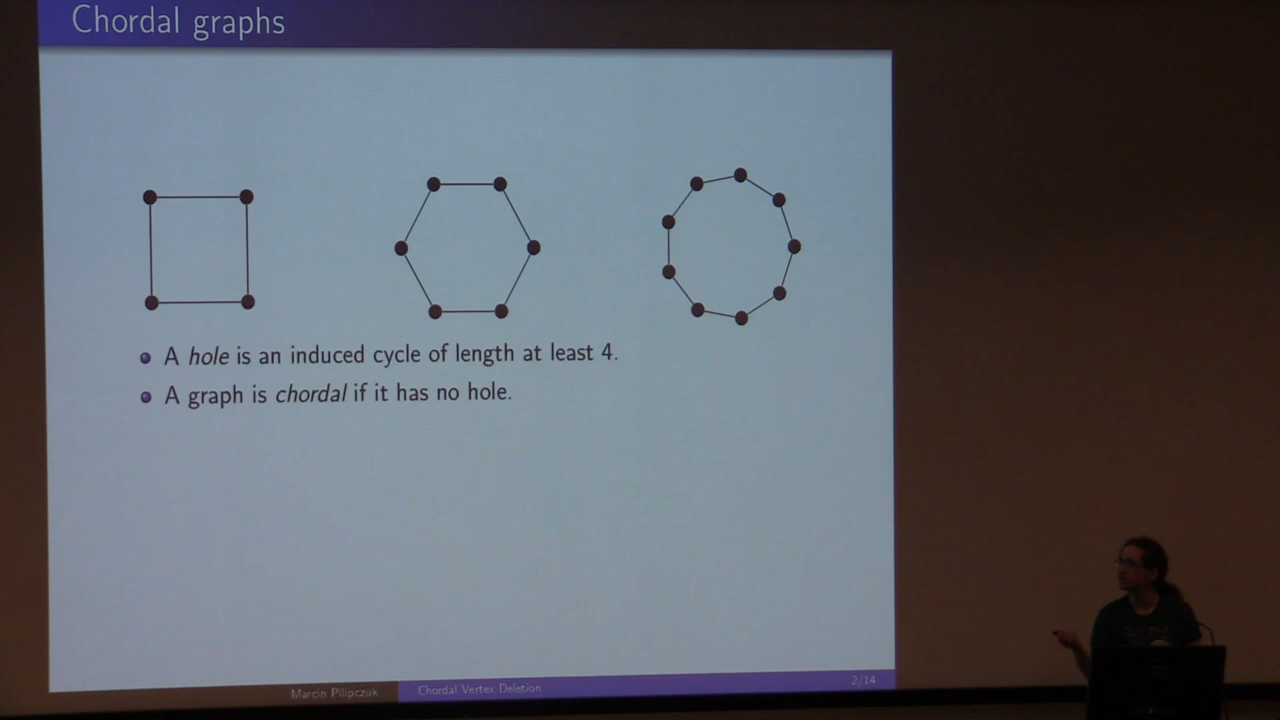 Chordal graphs
A hole is an induced cycle of length at least 4.
A graph is chordal if it has no hole.
Marcin Pilipczuk
Chordal Vertex Deletion
2/14